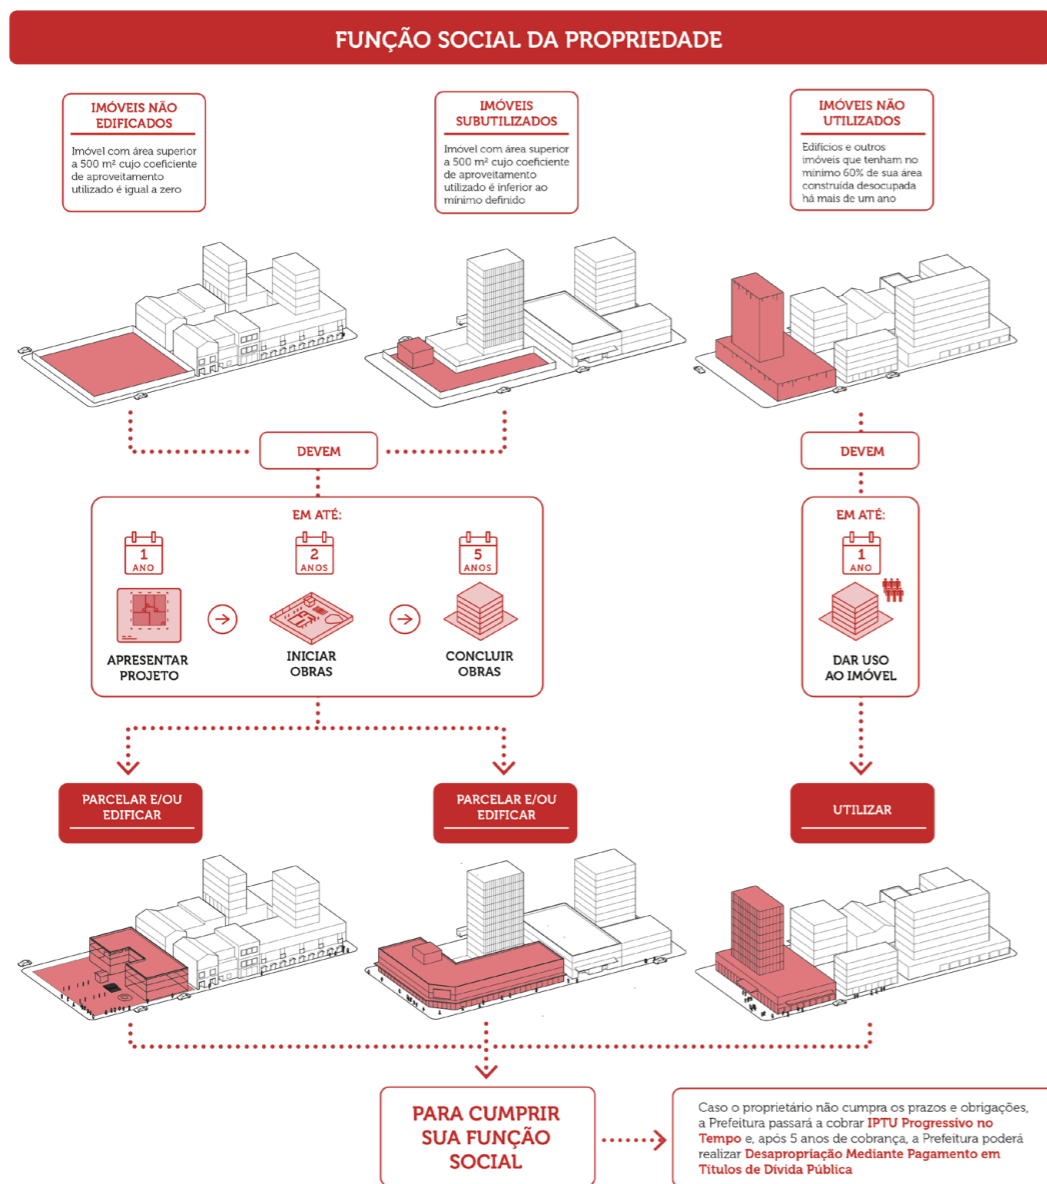 FUNÇÃO SOCIAL DA PROPRIEDADE
IMÓVEIS NÃO
EDIFICADOS
Imóvel com área superior
a 500 m² cujo coeficiente
de aproveitamento
utilizado é igual a zero
IMÓVEIS
SUBUTILIZADOS
Imóvel com área superior
a 500 m² cujo coeficiente
de aproveitamento
utilizado é inferior ao
mínimo definido
IMÓVEIS NÃO
UTILIZADOS
Edifícios e outros
imóveis que tenham no
mínimo 60% de sua área
construída desocupada
há mais de um ano
DEVEM
DEVEM
EM ATÉ:
1
ANO
2
ANOS
5
ANOS
APRESENTAR
PROJETO
INICIAR
OBRAS
CONCLUIR
OBRAS
EM ATÉ:
1
ANO
DAR USO
AO IMÓVEL
PARCELAR E/OU
EDIFICAR
PARCELAR E/OU
EDIFICAR
UTILIZAR
PARA CUMPRIR
SUA FUNÇÃO
SOCIAL
Caso o proprietário não cumpra os prazos e obrigações,
a Prefeitura passará a cobrar IPTU Progressivo no
Tempo e, após 5 anos de cobrança, a Prefeitura poderá
realizar Desapropriação Mediante Pagamento em
Títulos de Dívida Pública